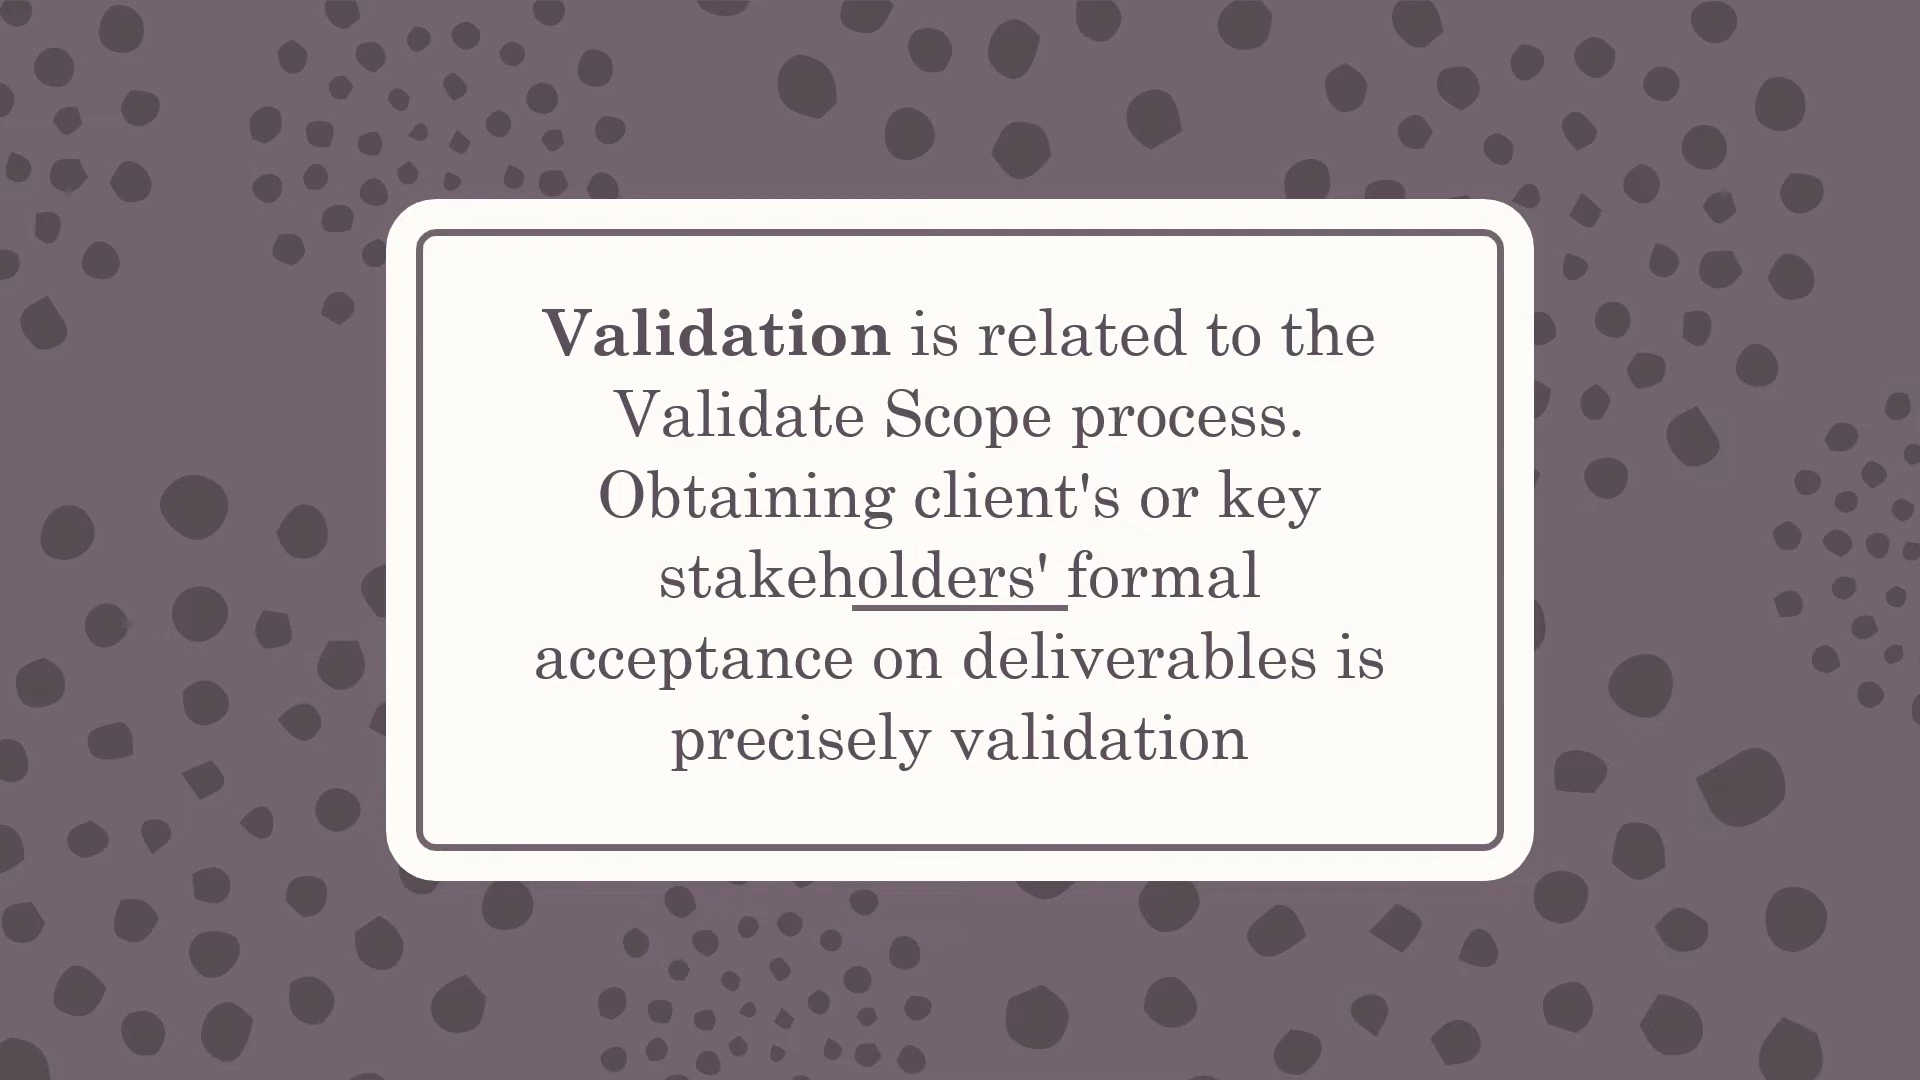 Validation is related to the
Validate Scope process.
Obtaining client's or key
stakeholders' formal
acceptance on deliverables is
precisely validation